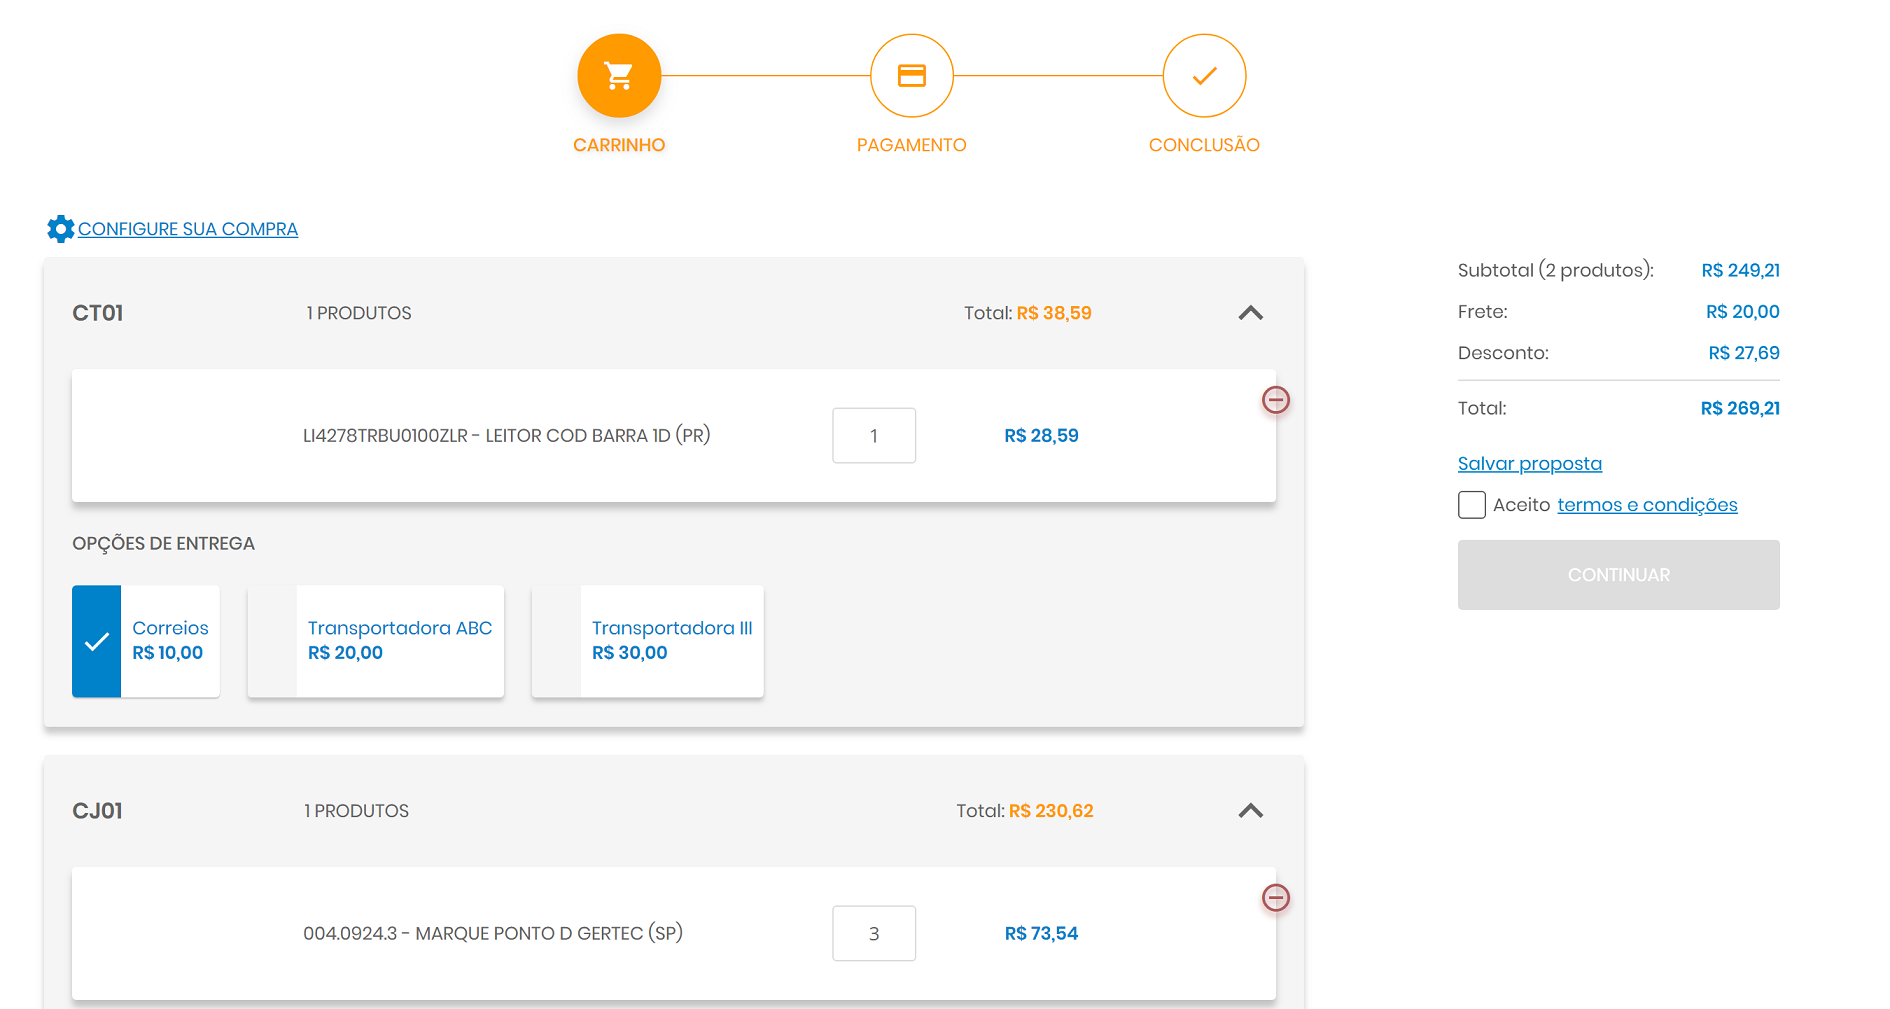 CARRINHO
PAGAMENTO
CONCLUSÃO
CONFIGURE SUA COMPRA
CT01
1 PRODUTOS
Total: R$ 38,59
LI4278TRBU0100ZLR - LEITOR COD BARRA 1D (PR)
1
R$ 28,59
OPÇÕES DE ENTREGA
Correios
R$ 10,00
Transportadora ABC
R$ 20,00
Transportadora III
R$ 30,00
CJ01
1 PRODUTOS
Total: R$ 230,62
004.0924.3 - MARQUE PONTO D GERTEC (SP)
3
R$ 73,54
Subtotal (2 produtos): R$ 249,21
Frete: R$ 20,00
Desconto: R$ 27,69
Total: R$ 269,21
Salvar proposta
Aceito termos e condições
CONTINUAR